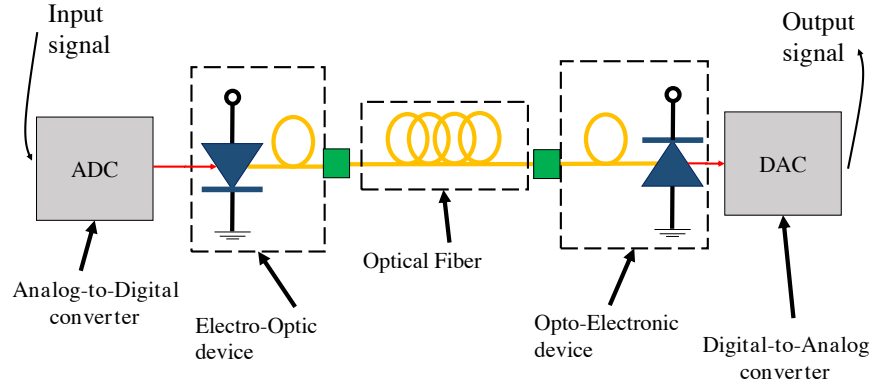 Input
signal
Output
signal
ADC
DAC
Optical Fiber
Analog-to-Digital
converter
Electro-Optic
device
Opto-Electronic
device
Digital-to-Analog
converter